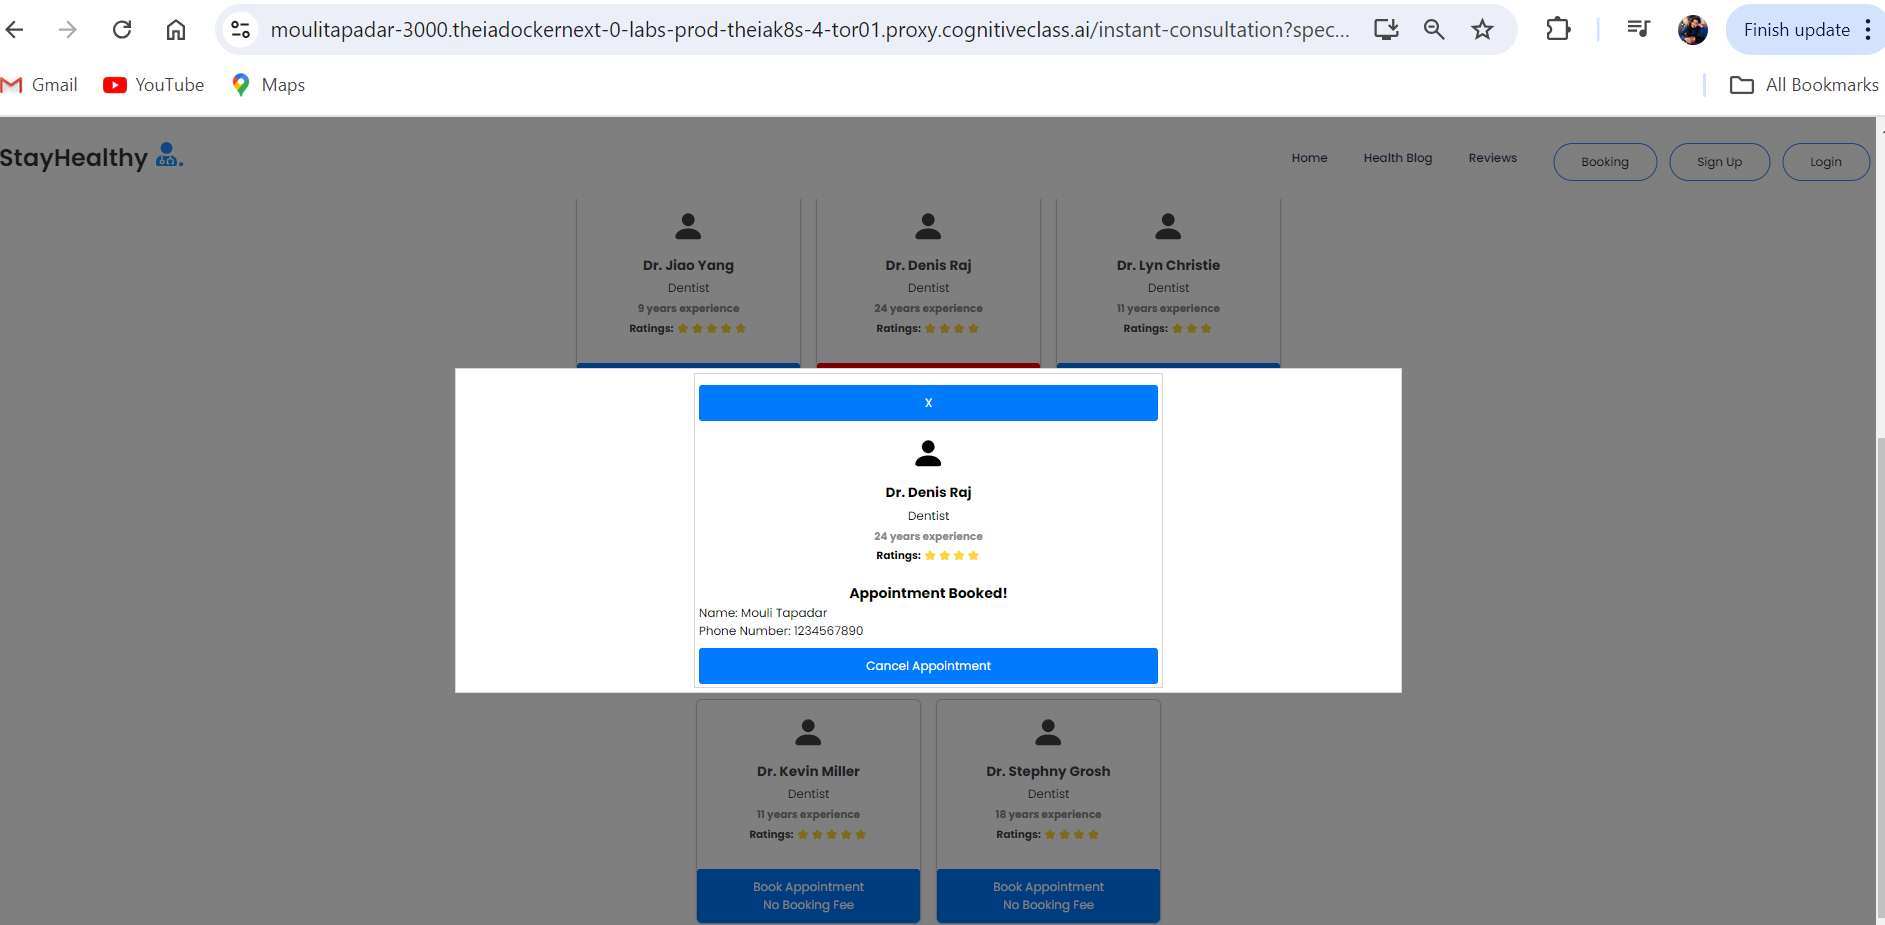 moulitapadar-3000.theiadockernext-0-labs-prod-theiak8s-4-tor01.proxy.cognitiveclass.ai/instant-consultation?spec...
Finish update
Gmail YouTube Maps All Bookmarks
StayHealthy
Home Health Blog Reviews Booking Sign Up Login
Dr. Jiao Yang
Dentist
9 years experience
Ratings:
Dr. Denis Raj
Dentist
24 years experience
Ratings:
Dr. Lyn Christie
Dentist
11 years experience
Ratings:
X
Dr. Denis Raj
Dentist
24 years experience
Ratings:
Appointment Booked!
Name: Mouli Tapadar
Phone Number: 1234567890
Cancel Appointment
Dr. Kevin Miller
Dentist
11 years experience
Ratings:
Book Appointment
No Booking Fee
Dr. Stephny Grosh
Dentist
18 years experience
Ratings:
Book Appointment
No Booking Fee